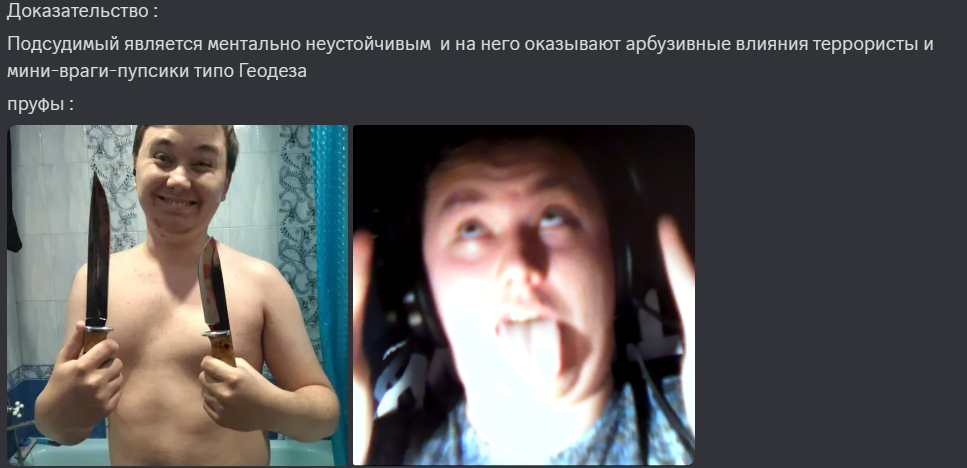 Доказательство :
Подсудимый является ментально неустойчивым  и на него оказывают арбузивные влияния террористы и
мини-враги-пупсики типо Геодеза
пруфы :